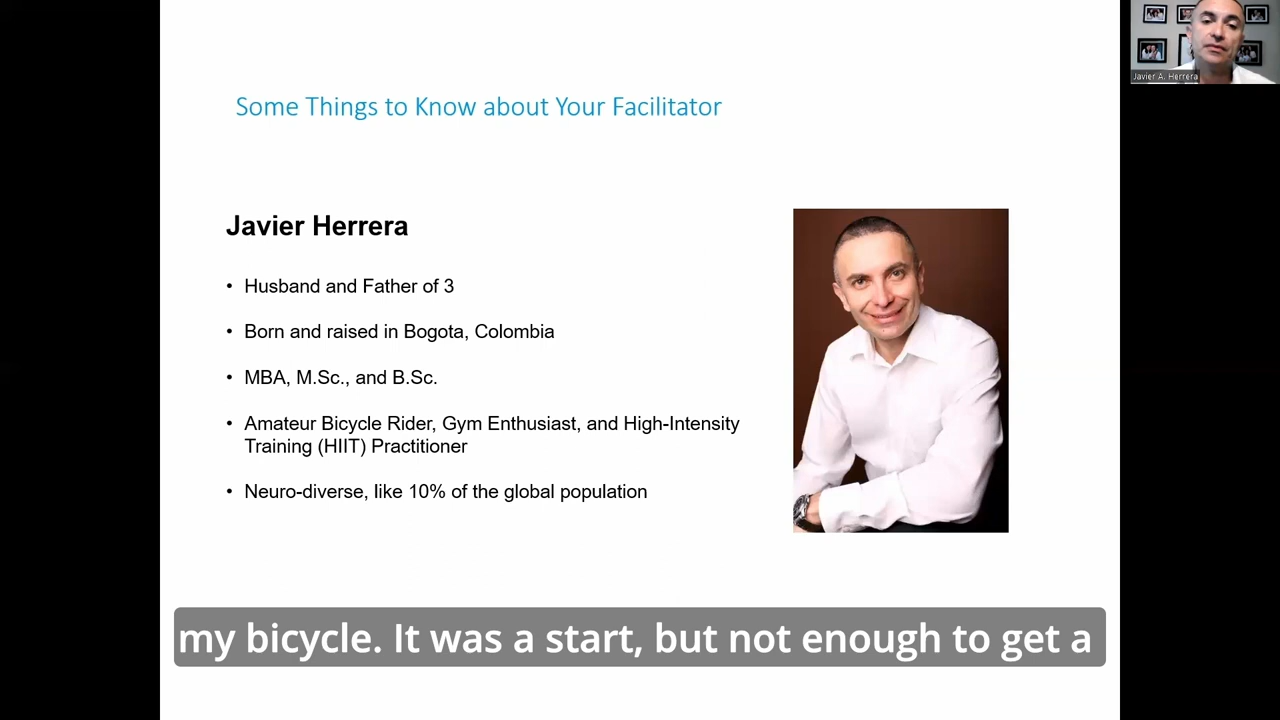 Javier A. Herrera
Some Things to Know about Your Facilitator
Javier Herrera
• Husband and Father of 3
• Born and raised in Bogota, Colombia
• MBA, M.Sc., and B.Sc.
• Amateur Bicycle Rider, Gym Enthusiast, and High-Intensity
Training (HIIT) Practitioner
• Neuro-diverse, like 10% of the global population
my bicycle. It was a start, but not enough to get a